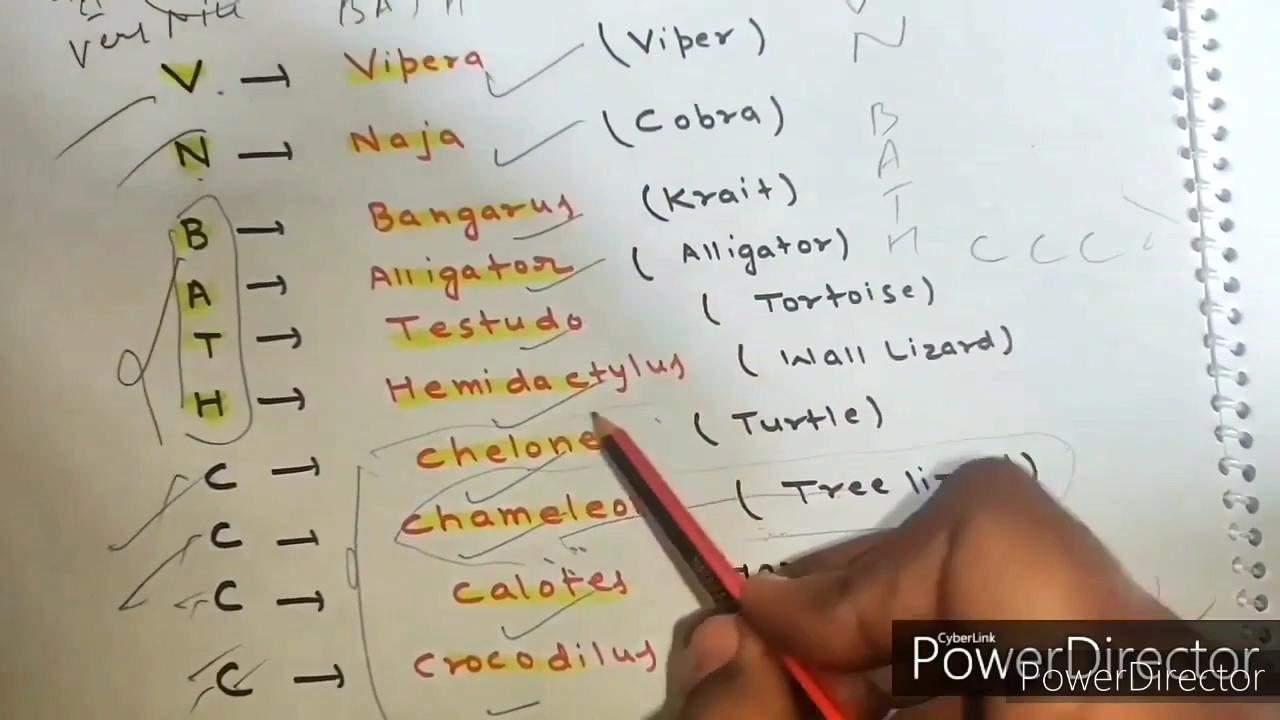 V → Vipera (Viper)
N → Naja (Cobra)
B → Bangarus (Krait)
A → Alligator (Alligator)
T → Testudo (Tortoise)
H → Hemidactylus (Wall Lizard)
C → Chelone (Turtle)
C → Chameleon (Tree
C → Calotes
C → Crocodilus
N
B
A
T
H C C C
CyberLink
PowerDirector
PowerDirector